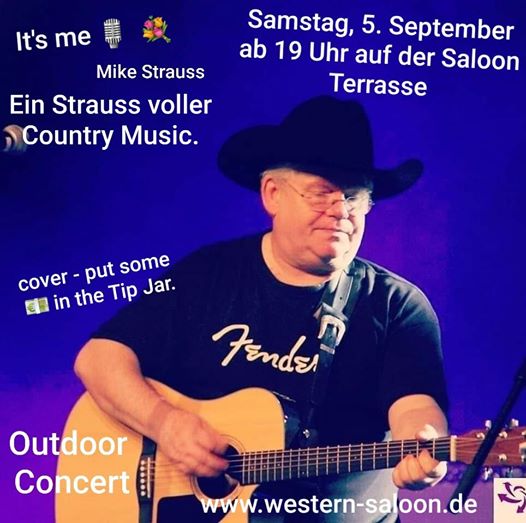 It's me 🎙️ 💐
Mike Strauss
Ein Strauss voller
Country Music.
Samstag, 5. September
ab 19 Uhr auf der Saloon
Terrasse
cover - put some
💶 in the Tip Jar.
Fender
Outdoor
Concert
www.western-saloon.de